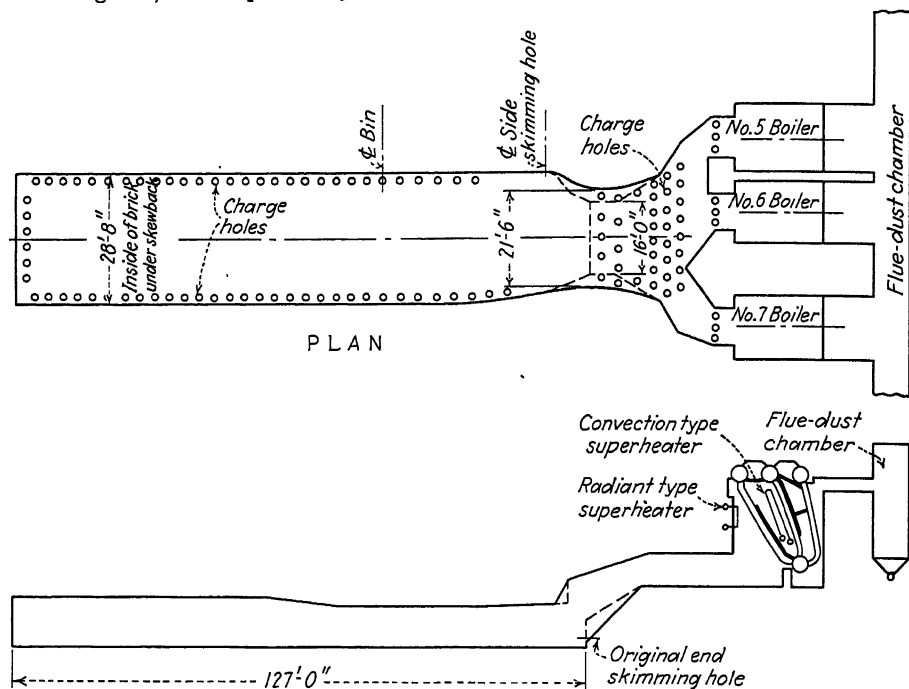 ℄ Bin
℄ Side
skimming hole
Charge
holes
No.5 Boiler
No.6 Boiler
No.7 Boiler
Flue-dust chamber
28'-8"
Inside of brick
under skewback
Charge
holes
21'-6"
16'-0"
PLAN
Convection type
superheater
Flue-dust
chamber
Radiant type
superheater
Original end
skimming hole
127'-0"